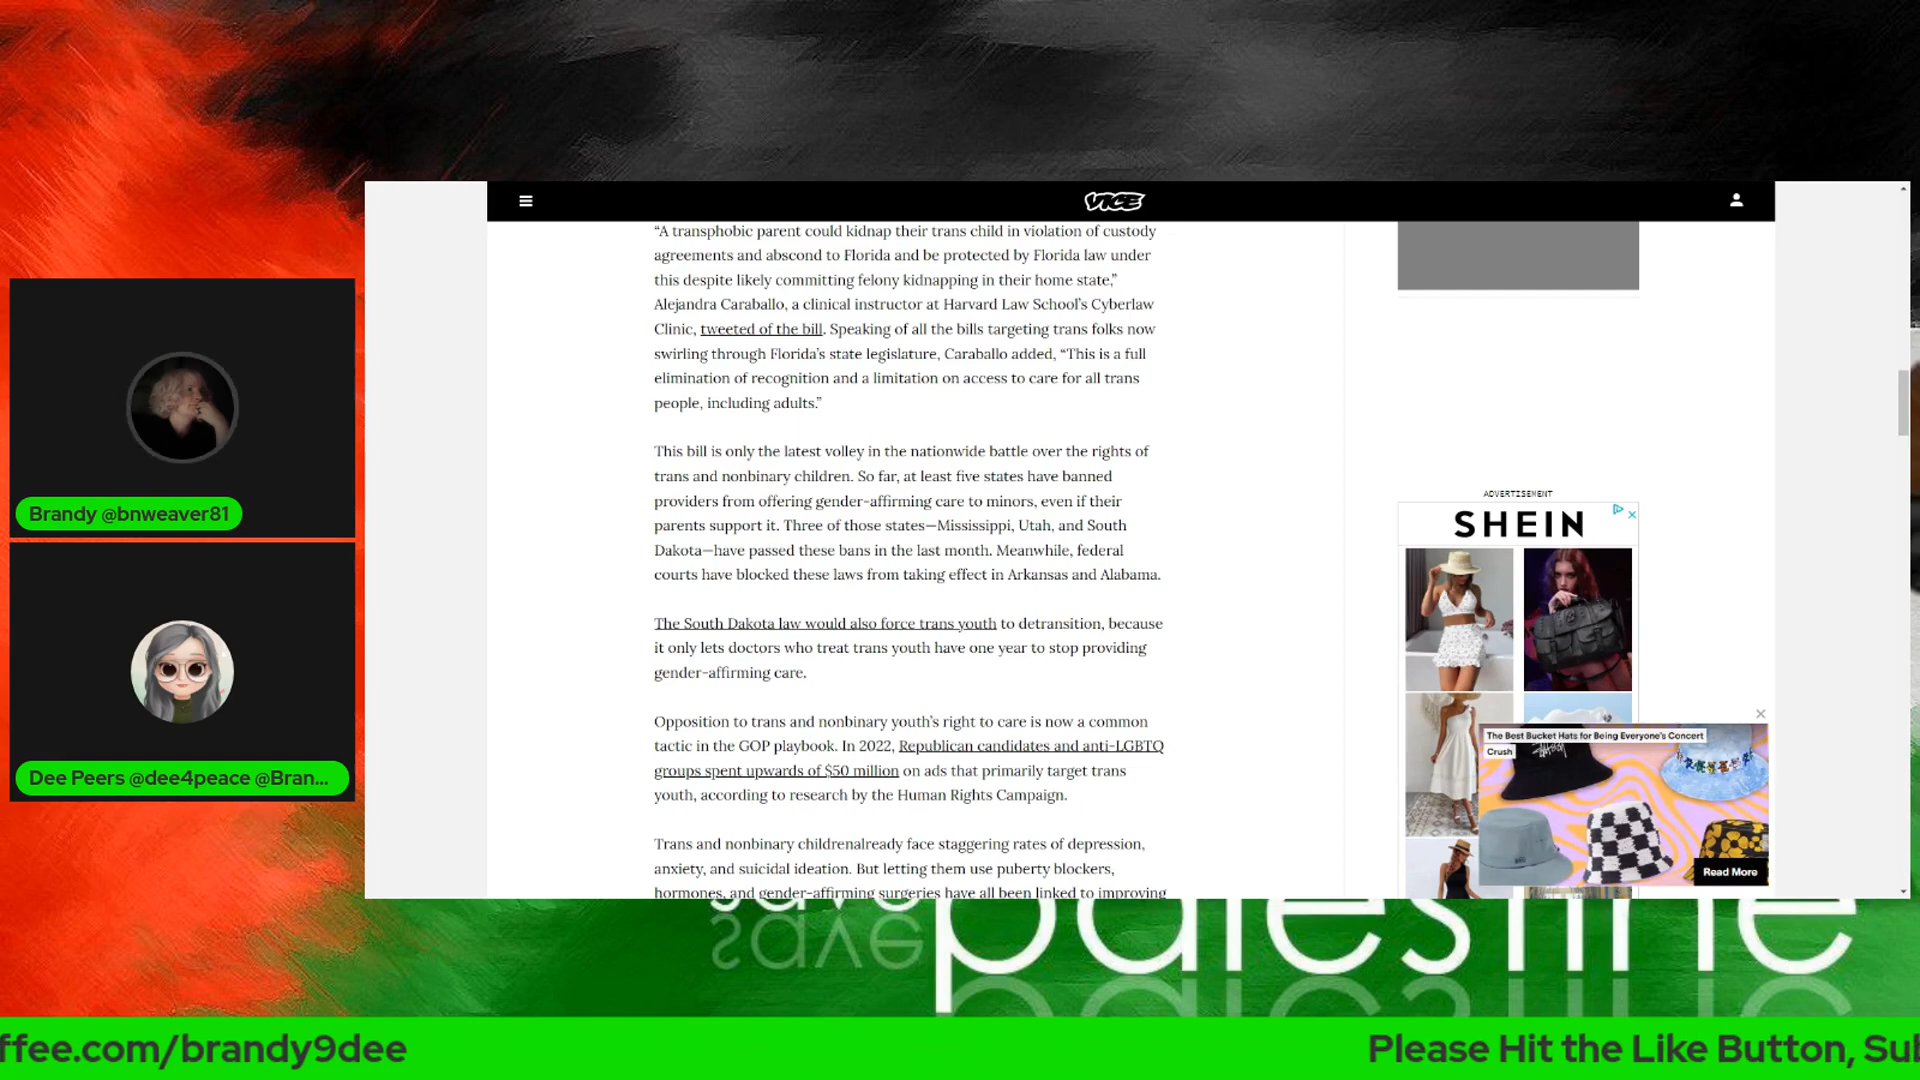 VICE
“A transphobic parent could kidnap their trans child in violation of custody
agreements and abscond to Florida and be protected by Florida law under
this despite likely committing felony kidnapping in their home state,”
Alejandra Caraballo, a clinical instructor at Harvard Law School’s Cyberlaw
Clinic, tweeted of the bill. Speaking of all the bills targeting trans folks now
swirling through Florida’s state legislature, Caraballo added, “This is a full
elimination of recognition and a limitation on access to care for all trans
people, including adults.”
This bill is only the latest volley in the nationwide battle over the rights of
trans and nonbinary children. So far, at least five states have banned
providers from offering gender-affirming care to minors, even if their
parents support it. Three of those states—Mississippi, Utah, and South
Dakota—have passed these bans in the last month. Meanwhile, federal
courts have blocked these laws from taking effect in Arkansas and Alabama.
The South Dakota law would also force trans youth to detransition, because
it only lets doctors who treat trans youth have one year to stop providing
gender-affirming care.
Opposition to trans and nonbinary youth’s right to care is now a common
tactic in the GOP playbook. In 2022, Republican candidates and anti-LGBTQ
groups spent upwards of $50 million on ads that primarily target trans
youth, according to research by the Human Rights Campaign.
Trans and nonbinary childrenalready face staggering rates of depression,
anxiety, and suicidal ideation. But letting them use puberty blockers,
hormones, and gender-affirming surgeries have all been linked to improving
ADVERTISEMENT
SHEIN
The Best Bucket Hats for Being Everyone's Concert
Crush
Read More
Brandy @bnweaver81
Dee Peers @dee4peace @Bran...
save palestine
ffee.com/brandy9dee
Please Hit the Like Button, Sub